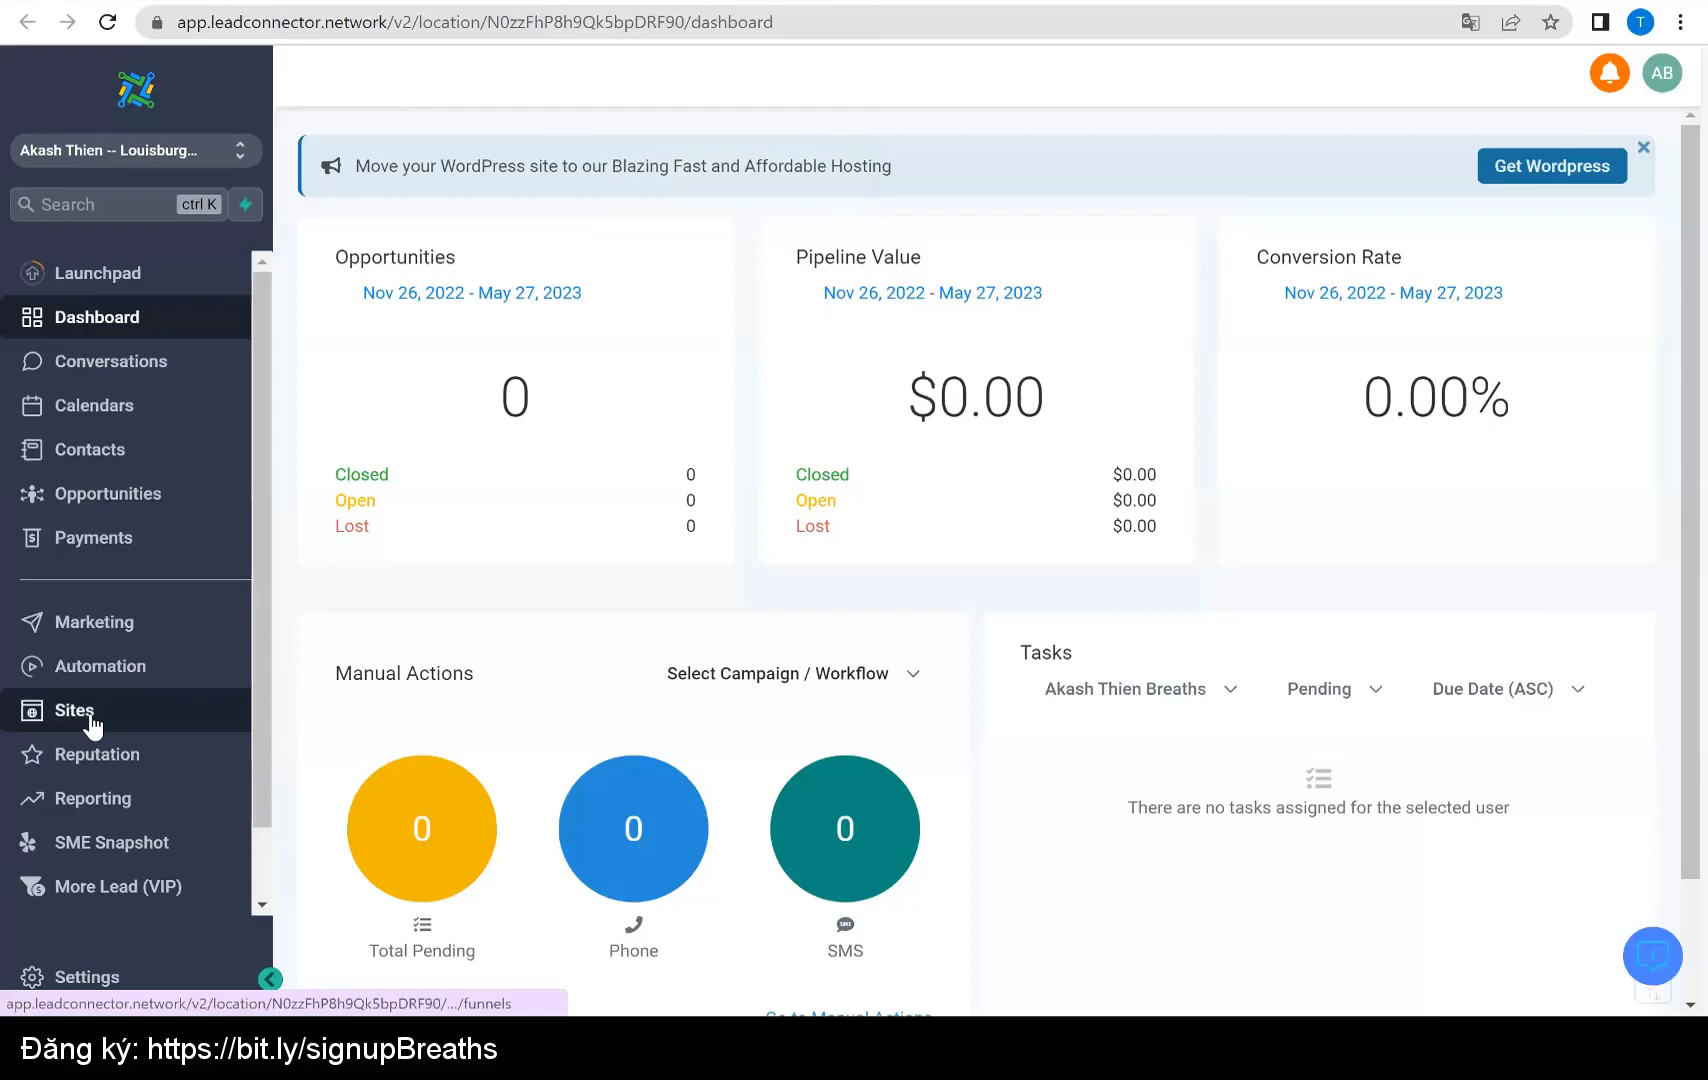 app.leadconnector.network/v2/location/N0zzFhP8h9Qk5bpDRF90/dashboard
T
AB
Akash Thien -- Louisburg...
Search
ctrl K
Launchpad
Dashboard
Conversations
Calendars
Contacts
Opportunities
Payments
Marketing
Automation
Sites
Reputation
Reporting
SME Snapshot
More Lead (VIP)
Settings
app.leadconnector.network/v2/location/N0zzFhP8h9Qk5bpDRF90/.../funnels
Move your WordPress site to our Blazing Fast and Affordable Hosting
Get Wordpress
Opportunities
Nov 26, 2022 - May 27, 2023
0
Closed 0
Open 0
Lost 0
Pipeline Value
Nov 26, 2022 - May 27, 2023
$0.00
Closed $0.00
Open $0.00
Lost $0.00
Conversion Rate
Nov 26, 2022 - May 27, 2023
0.00%
Manual Actions
Select Campaign / Workflow
0
Total Pending
0
Phone
0
SMS
SMS
Go to Manual Actions
Tasks
Akash Thien Breaths
Pending
Due Date (ASC)
There are no tasks assigned for the selected user
Đăng ký: https://bit.ly/signupBreaths